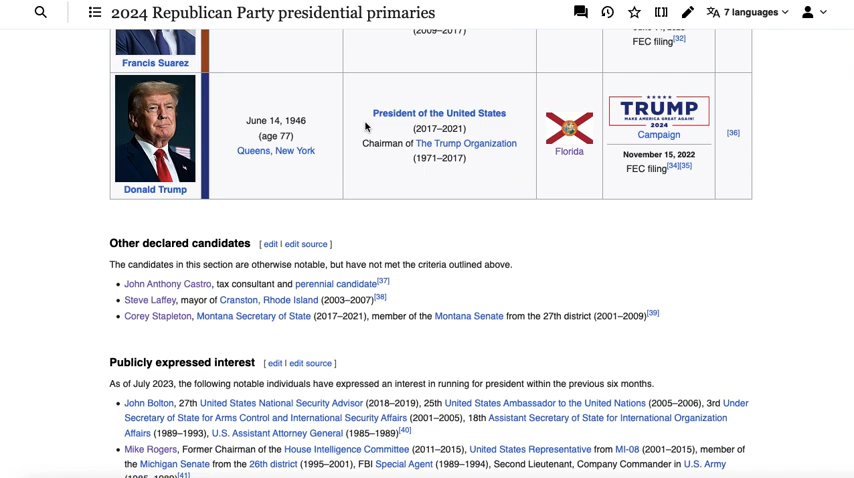 2024 Republican Party presidential primaries
7 languages
(2009–2017)
FEC filing[32]
Francis Suarez
June 14, 1946
(age 77)
Queens, New York
President of the United States
(2017–2021)
Chairman of The Trump Organization
(1971–2017)
Florida
TRUMP
MAKE AMERICA GREAT AGAIN!
2024
Campaign
November 15, 2022
FEC filing[34][35]
[36]
Donald Trump
Other declared candidates [ edit | edit source ]
The candidates in this section are otherwise notable, but have not met the criteria outlined above.
• John Anthony Castro, tax consultant and perennial candidate[37]
• Steve Laffey, mayor of Cranston, Rhode Island (2003–2007)[38]
• Corey Stapleton, Montana Secretary of State (2017–2021), member of the Montana Senate from the 27th district (2001–2009)[39]
Publicly expressed interest [ edit | edit source ]
As of July 2023, the following notable individuals have expressed an interest in running for president within the previous six months.
• John Bolton, 27th United States National Security Advisor (2018–2019), 25th United States Ambassador to the United Nations (2005–2006), 3rd Under
Secretary of State for Arms Control and International Security Affairs (2001–2005), 18th Assistant Secretary of State for International Organization
Affairs (1989–1993), U.S. Assistant Attorney General (1985–1989)[40]
• Mike Rogers, Former Chairman of the House Intelligence Committee (2011–2015), United States Representative from MI-08 (2001–2015), member of
the Michigan Senate from the 26th district (1995–2001), FBI Special Agent (1989–1994), Second Lieutenant, Company Commander in U.S. Army
[41]